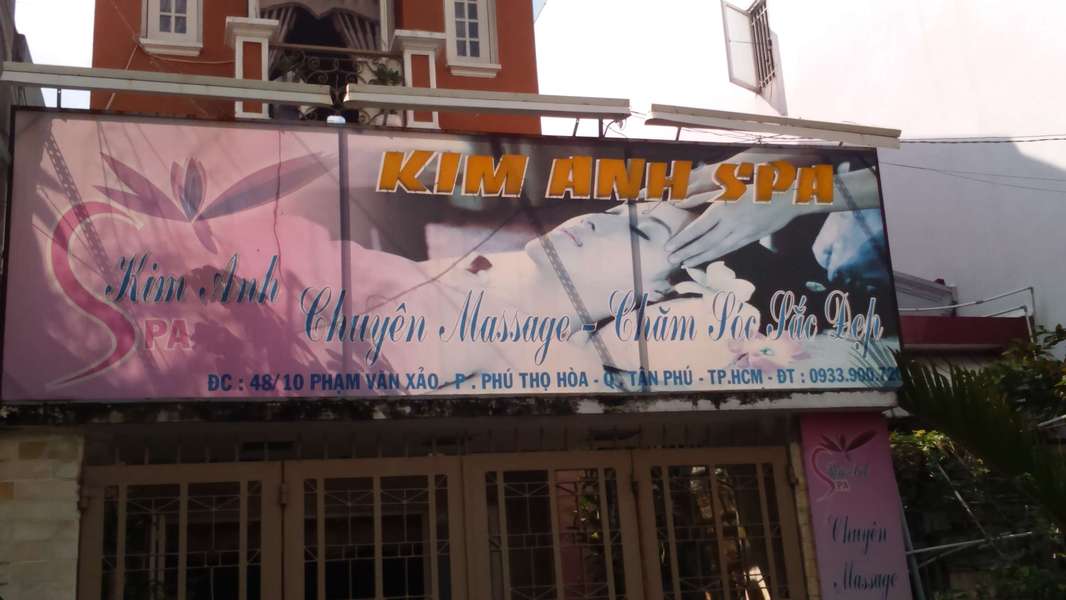 KIM ANH SPA
Kim Anh
SPA
Chuyên Massage - Chăm Sóc Sắc Đẹp
ĐC : 48/10 PHẠM VĂN XẢO - P . PHÚ THỌ HÒA - Q . TÂN PHÚ - TP.HCM - ĐT : 0933.900.72
SPA
Chuyên
Massage